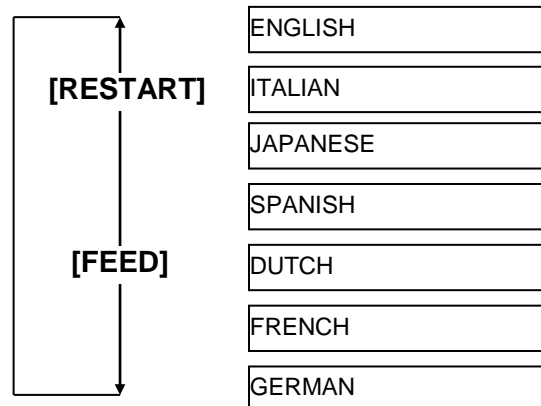 ENGLISH
[RESTART]
ITALIAN
JAPANESE
SPANISH
[FEED]
DUTCH
FRENCH
GERMAN